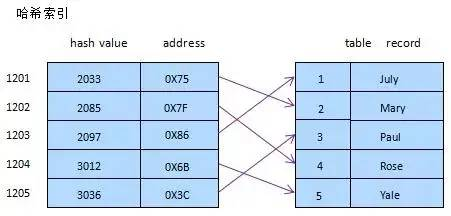 哈希索引
hash value address table record
1201 2033 0X75 1 July
1202 2085 0X7F 2 Mary
1203 2097 0X86 3 Paul
1204 3012 0X6B 4 Rose
1205 3036 0X3C 5 Yale